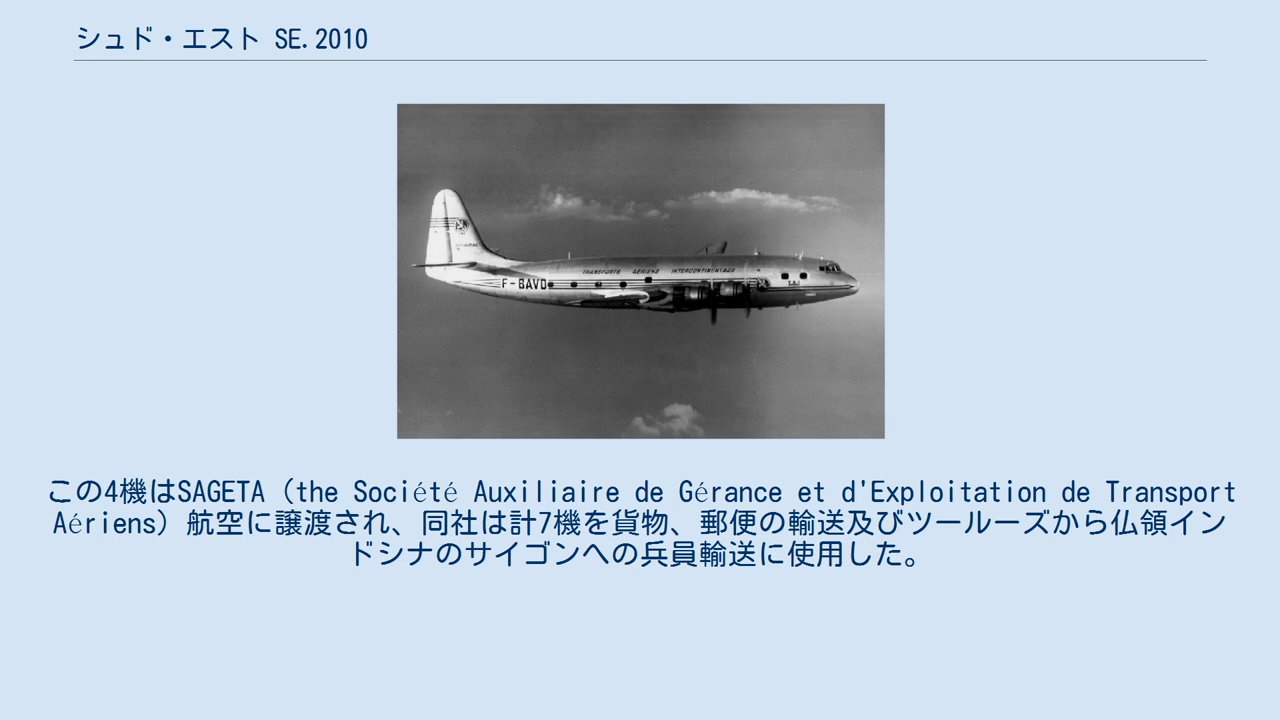 シュド・エスト SE.2010
TRANSPORTS AÉRIENS INTERCONTINENTAUX
F-BAVD
この4機はSAGETA（the Société Auxiliaire de Gérance et d'Exploitation de Transport
Aériens）航空に譲渡され、同社は計7機を貨物、郵便の輸送及びツールーズから仏領イン
ドシナのサイゴンへの兵員輸送に使用した。